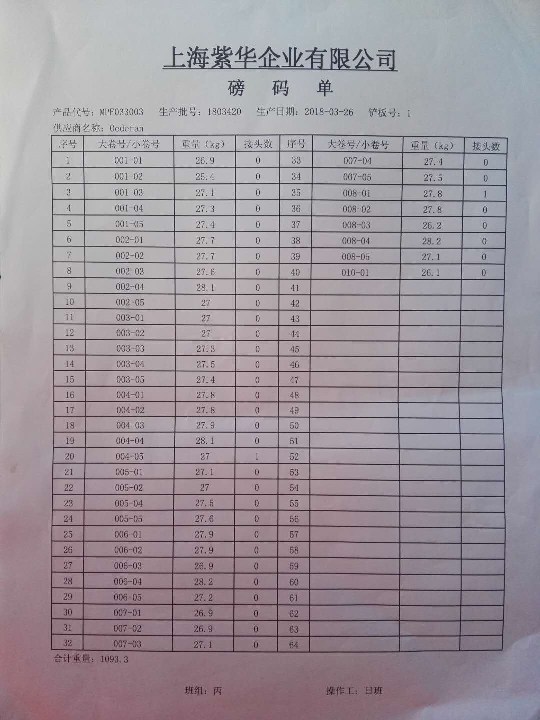 上海紫华企业有限公司
磅 码 单
产品代号：MPE033003 生产批号：1803420 生产日期：2018-03-26 铲板号：1
供应商名称：Ooderan
序号 大卷号/小卷号 重量（kg） 接头数 序号 大卷号/小卷号 重量（kg） 接头数
1 001-01 26.9 0 33 007-04 27.4 0
2 001-02 25.4 0 34 007-05 27.5 0
3 001-03 27.1 0 35 008-01 27.8 1
4 001-04 27.3 0 36 008-02 27.8 0
5 001-05 27.4 0 37 008-03 26.2 0
6 002-01 27.7 0 38 008-04 28.2 0
7 002-02 27.7 0 39 008-05 27.1 0
8 002-03 27.6 0 40 010-01 26.1 0
9 002-04 28.1 0 41
10 002-05 27 0 42
11 003-01 27 0 43
12 003-02 27 0 44
13 003-03 27.3 0 45
14 003-04 27.5 0 46
15 003-05 27.4 0 47
16 004-01 27.8 0 48
17 004-02 27.8 0 49
18 004-03 27.9 0 50
19 004-04 28.1 0 51
20 004-05 27 1 52
21 005-01 27.1 0 53
22 005-02 27 0 54
23 005-04 27.5 0 55
24 005-05 27.6 0 56
25 006-01 27.9 0 57
26 006-02 27.9 0 58
27 006-03 26.9 0 59
28 006-04 28.2 0 60
29 006-05 27.2 0 61
30 007-01 26.9 0 62
31 007-02 26.9 0 63
32 007-03 27.1 0 64
合计重量：1093.3
班组：丙 操作工：日班